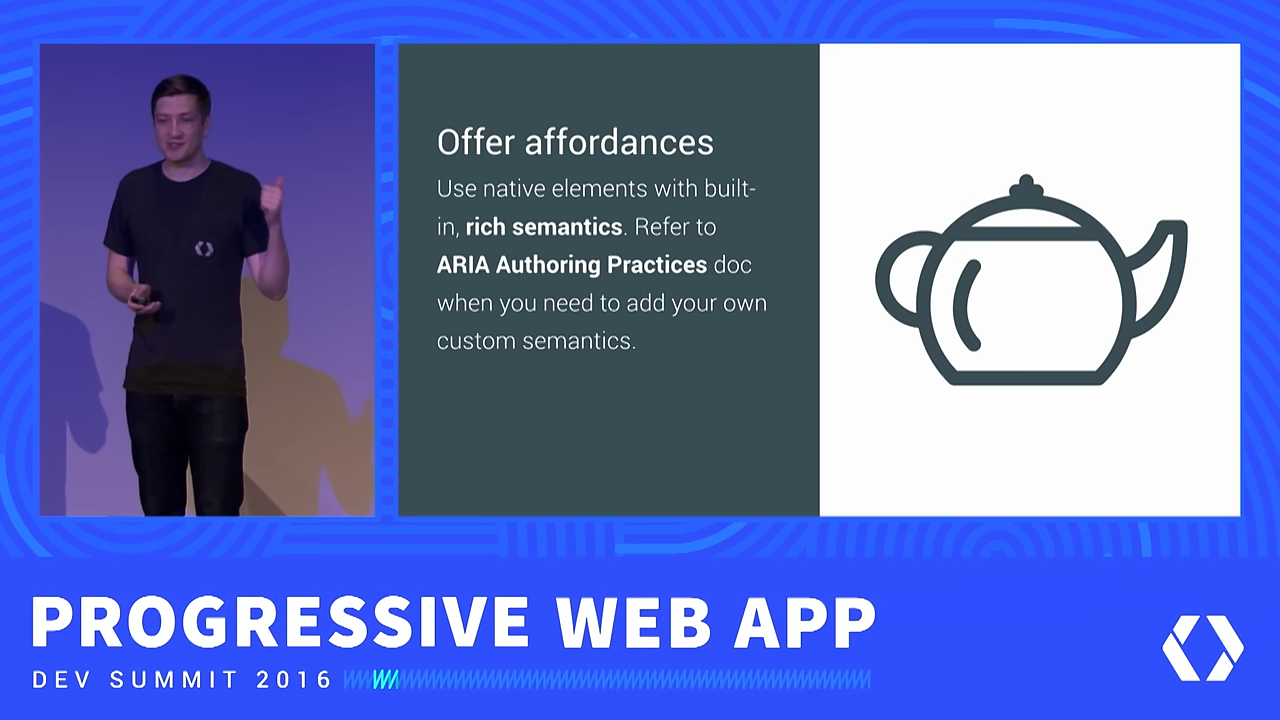 Offer affordances
Use native elements with built-
in, rich semantics. Refer to
ARIA Authoring Practices doc
when you need to add your own
custom semantics.
PROGRESSIVE WEB APP
DEV SUMMIT 2016